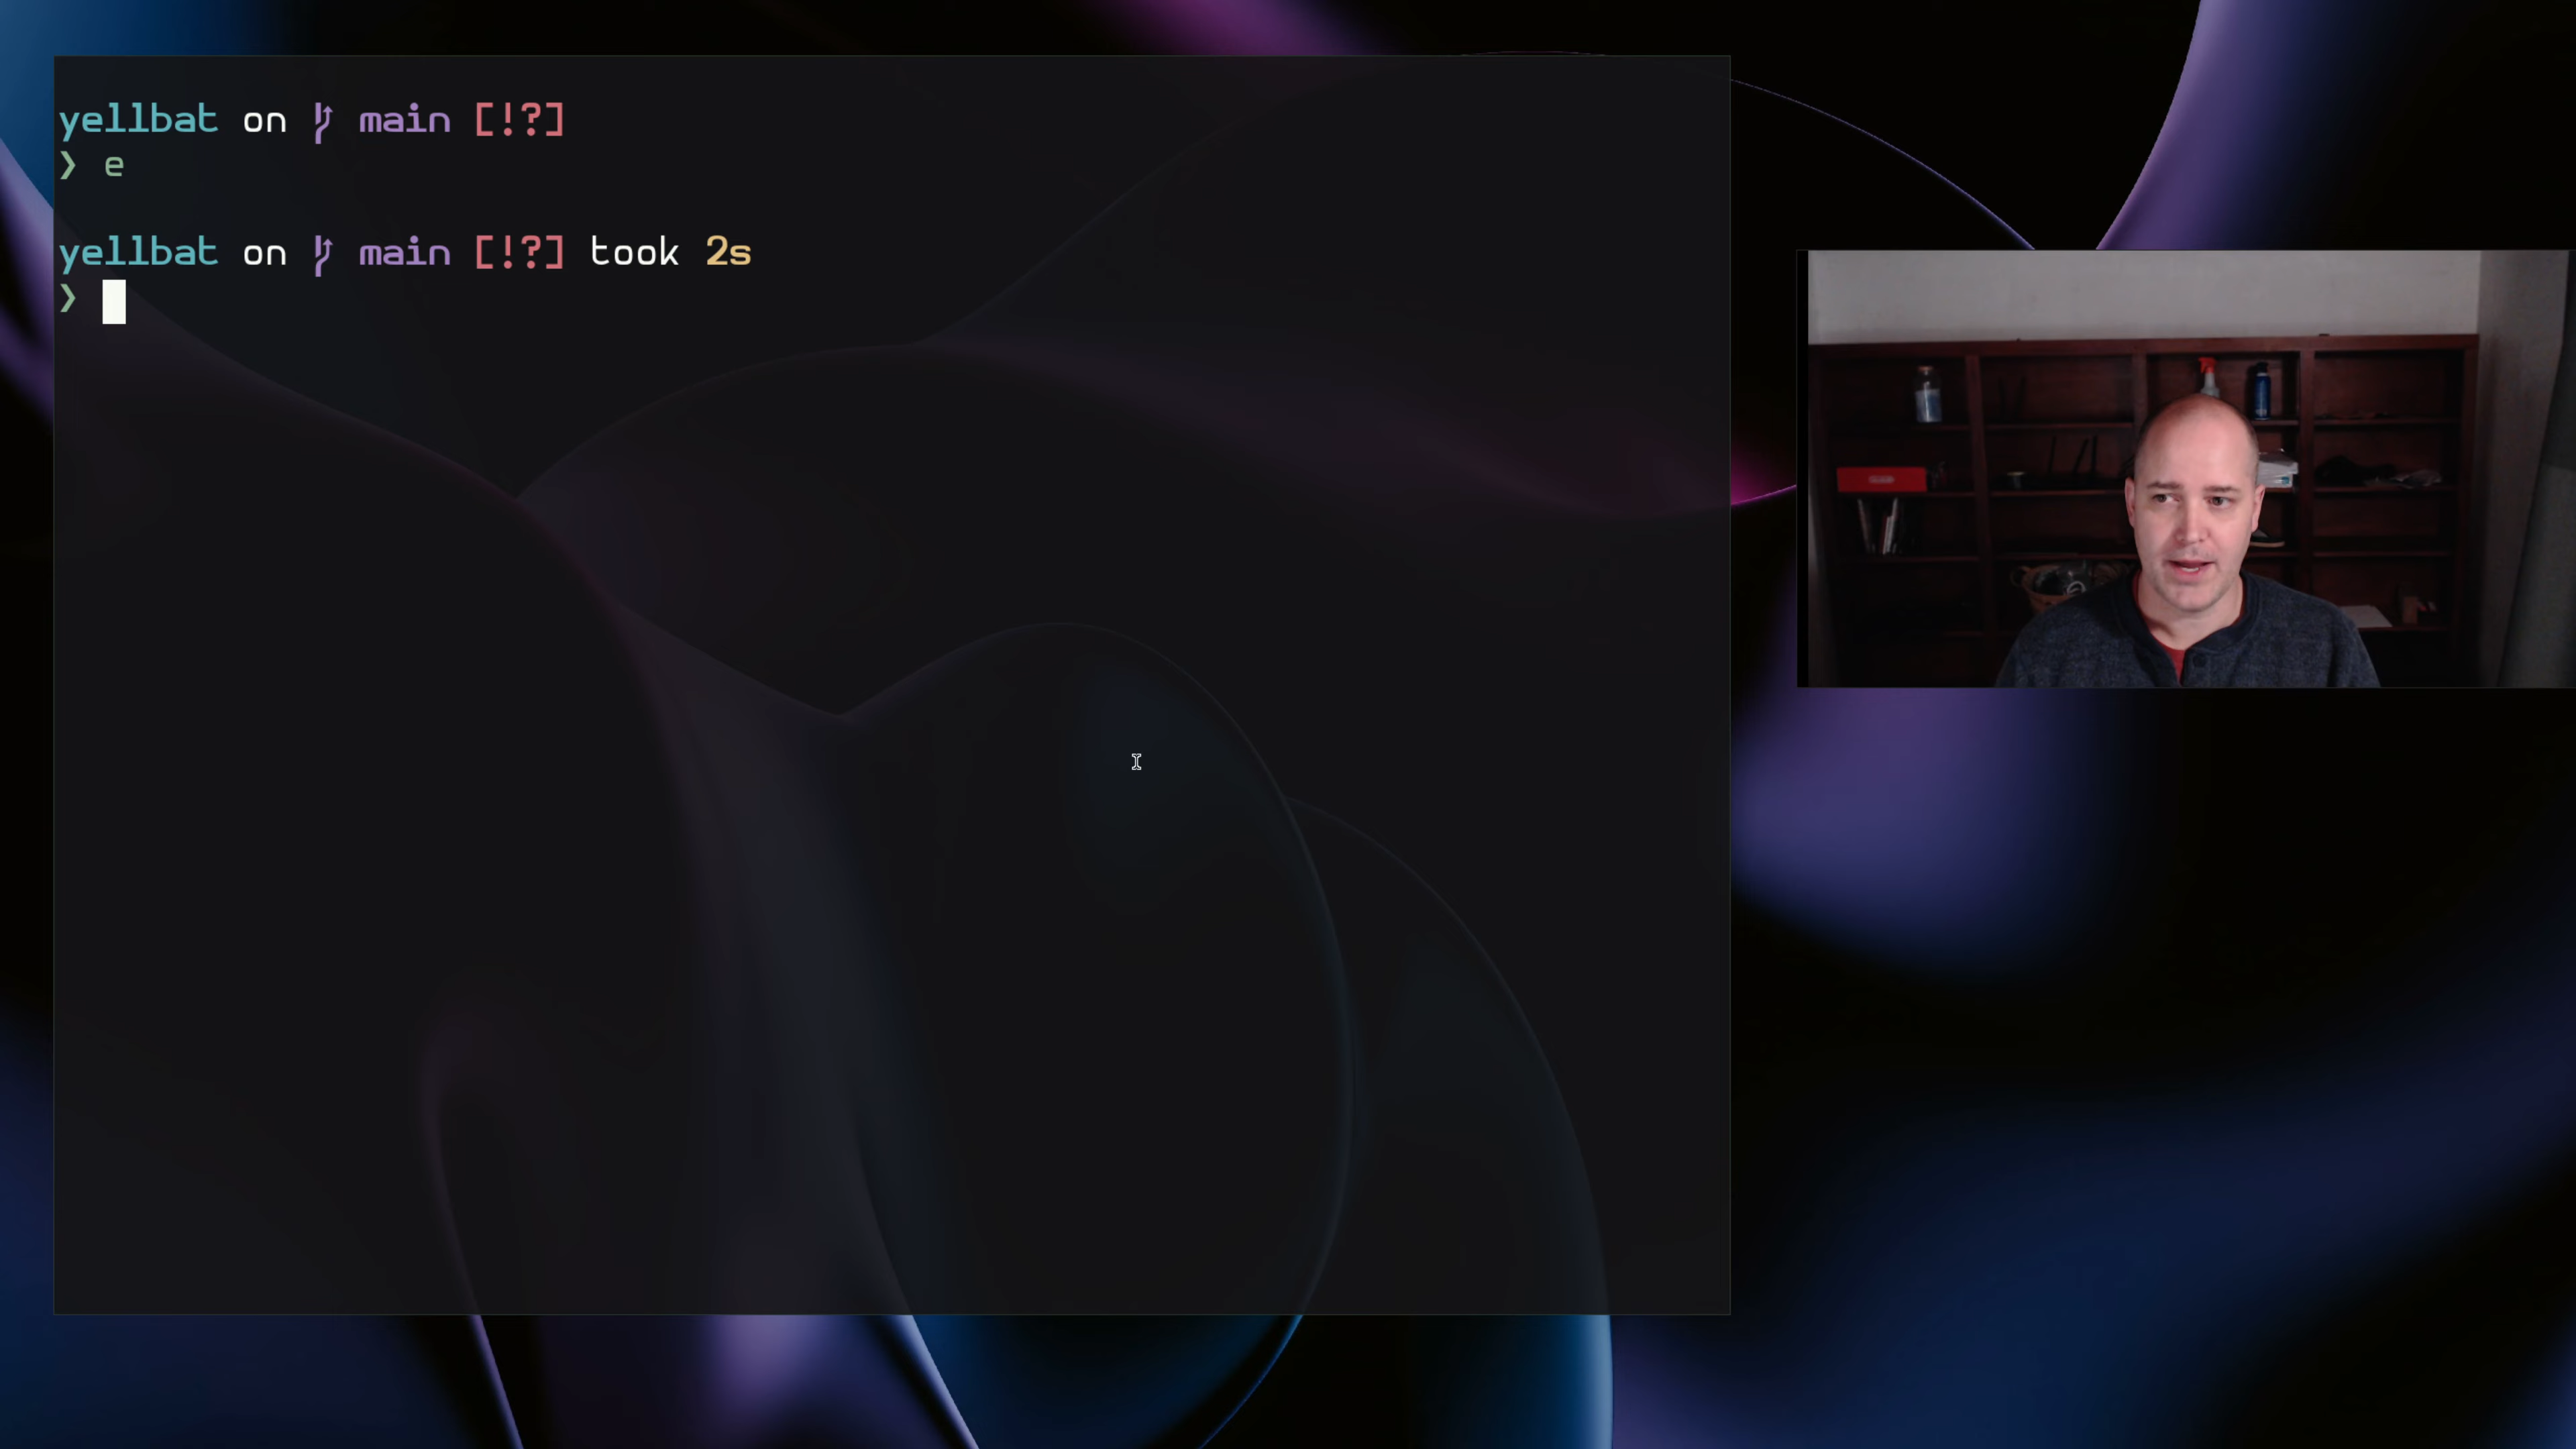 yellbat on main [!?]
❯ e
yellbat on main [!?] took 2s
❯